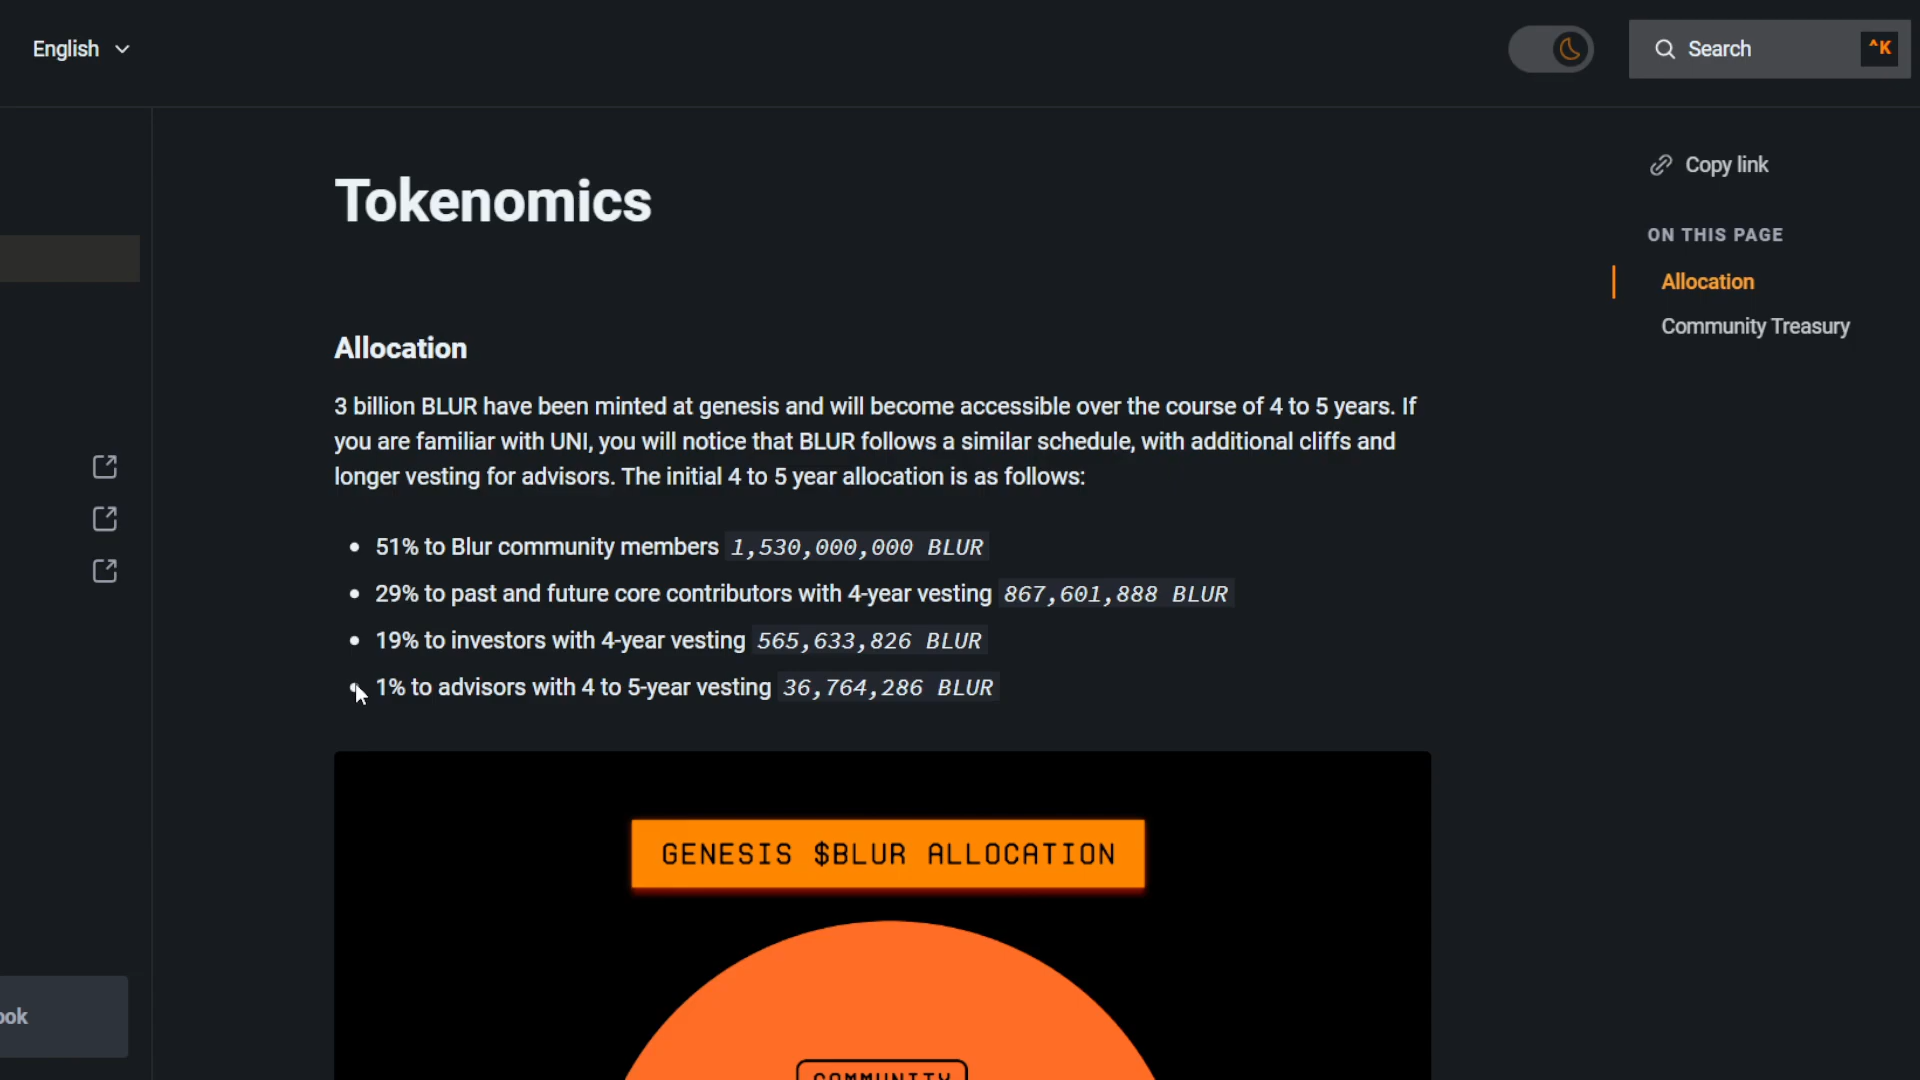 English
Search
^K
Copy link
ON THIS PAGE
Allocation
Community Treasury
Tokenomics
Allocation
3 billion BLUR have been minted at genesis and will become accessible over the course of 4 to 5 years. If
you are familiar with UNI, you will notice that BLUR follows a similar schedule, with additional cliffs and
longer vesting for advisors. The initial 4 to 5 year allocation is as follows:
51% to Blur community members 1,530,000,000 BLUR
29% to past and future core contributors with 4-year vesting 867,601,888 BLUR
19% to investors with 4-year vesting 565,633,826 BLUR
1% to advisors with 4 to 5-year vesting 36,764,286 BLUR
GENESIS $BLUR ALLOCATION
COMMUNITY
ook